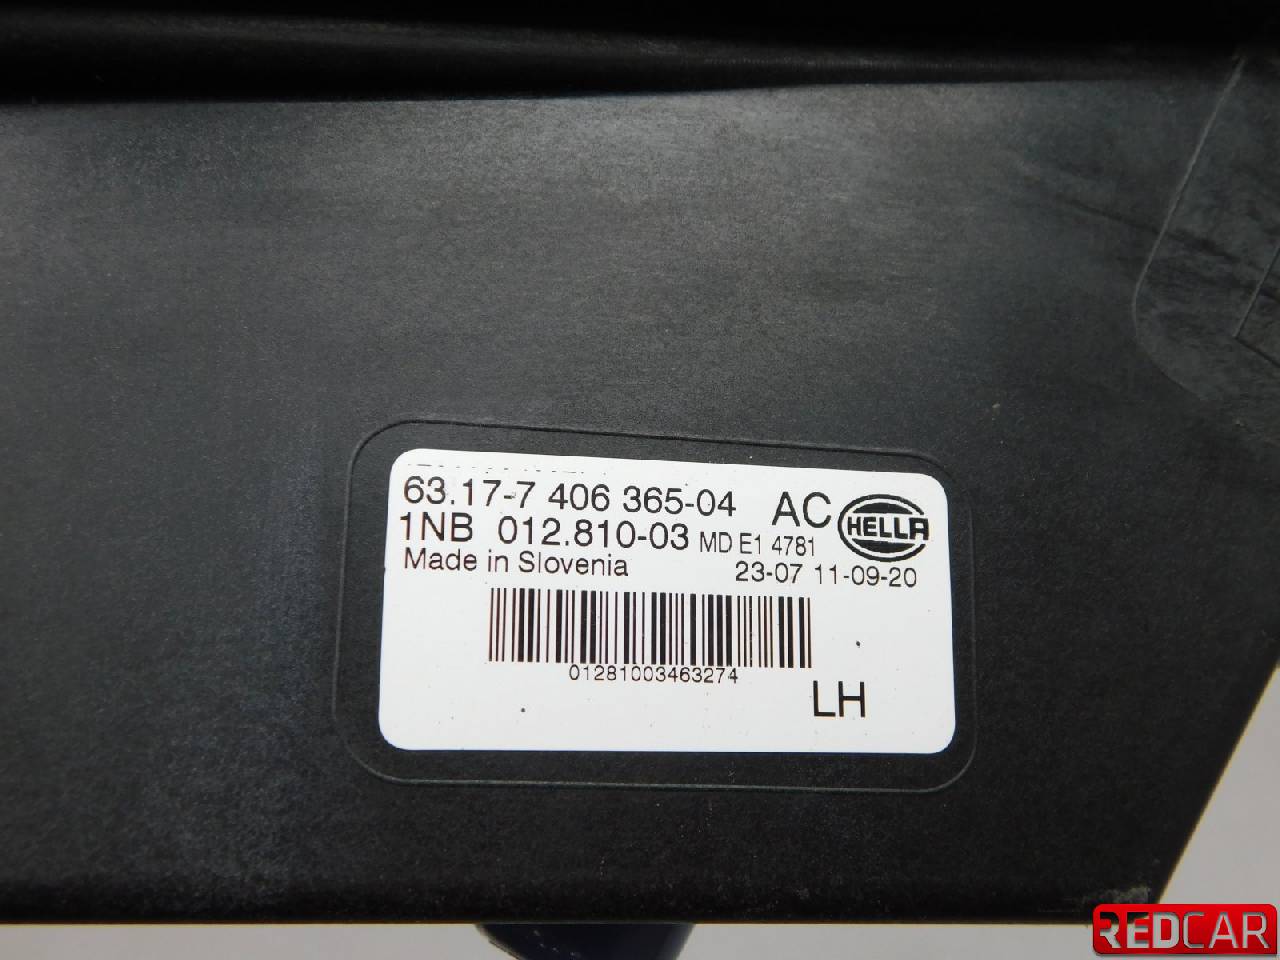 63.17-7 406 365-04 AC HELLA
1NB 012.810-03 MD E1 4781
Made in Slovenia 23-07 11-09-20
01281003463274
LH
REDCAR